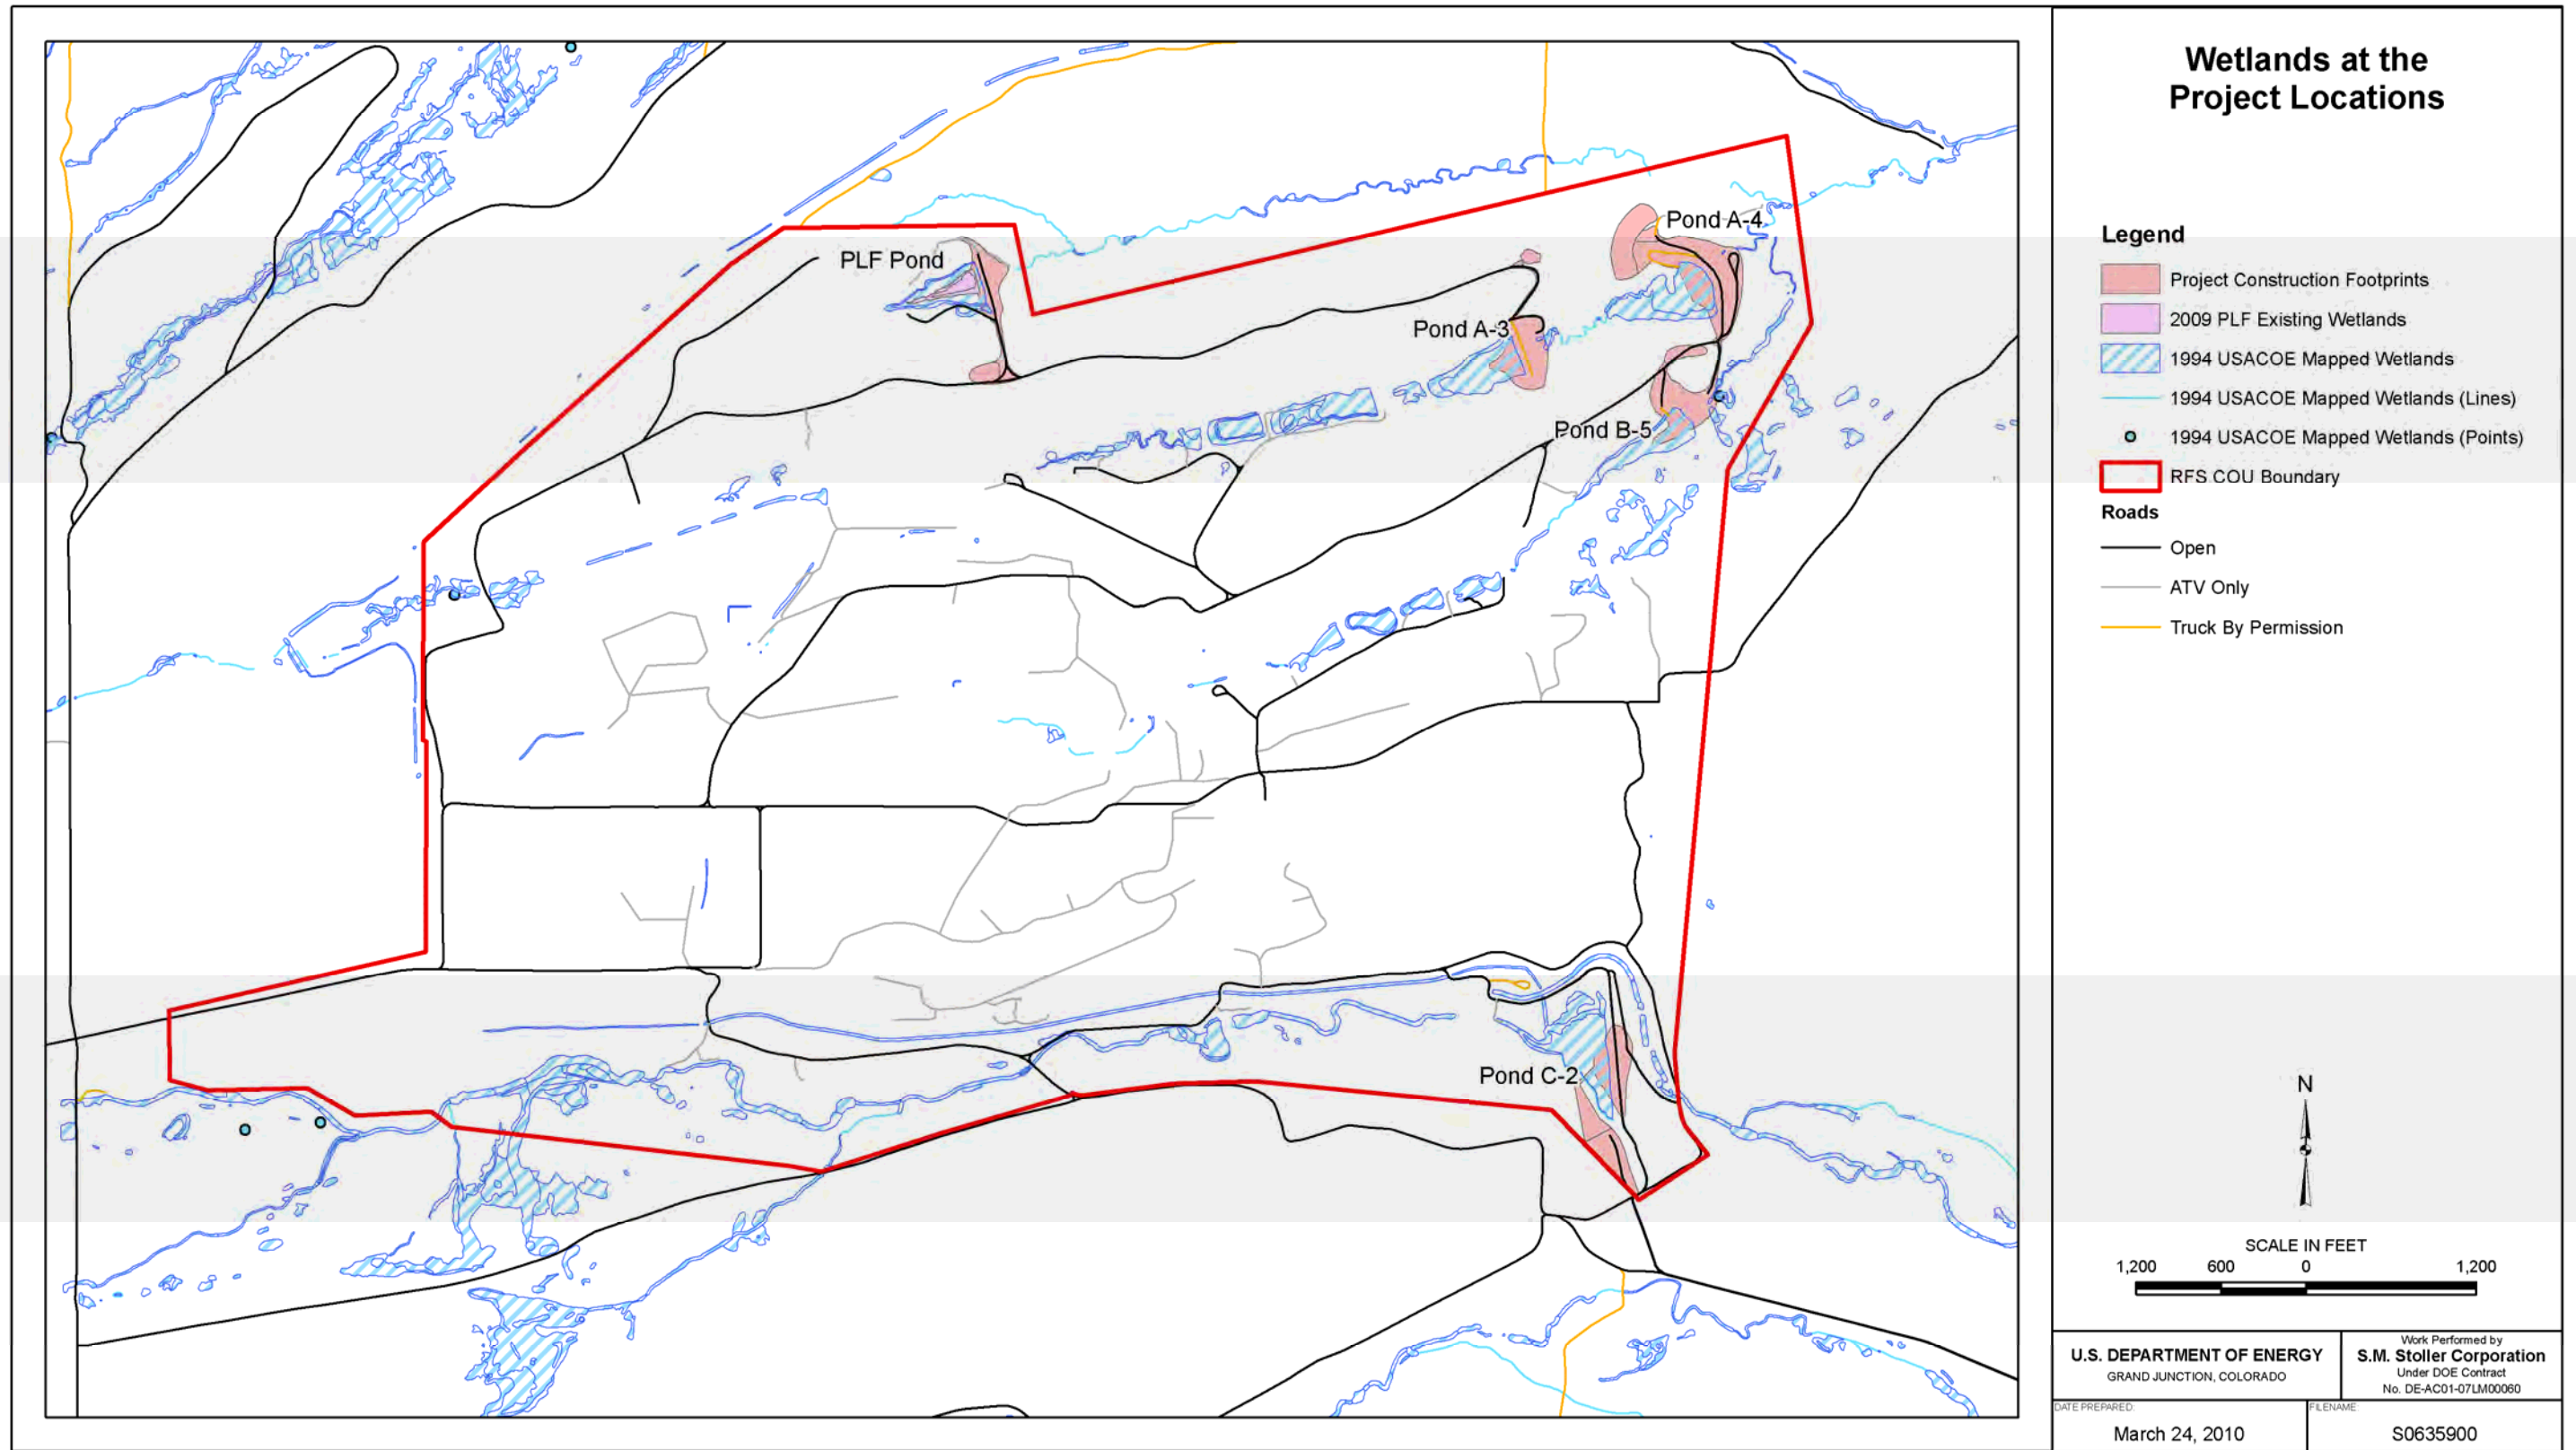 Wetlands at the
Project Locations
PLF Pond
Pond A-4
Pond A-3
Pond B-5
Pond C-2
Legend
Project Construction Footprints
2009 PLF Existing Wetlands
1994 USACOE Mapped Wetlands
1994 USACOE Mapped Wetlands (Lines)
1994 USACOE Mapped Wetlands (Points)
RFS COU Boundary
Roads
Open
ATV Only
Truck By Permission
N
SCALE IN FEET
1,200 600 0 1,200
U.S. DEPARTMENT OF ENERGY
GRAND JUNCTION, COLORADO
Work Performed by
S.M. Stoller Corporation
Under DOE Contract
No. DE-AC01-07LM00060
DATE PREPARED:
March 24, 2010
FILENAME
S0635900